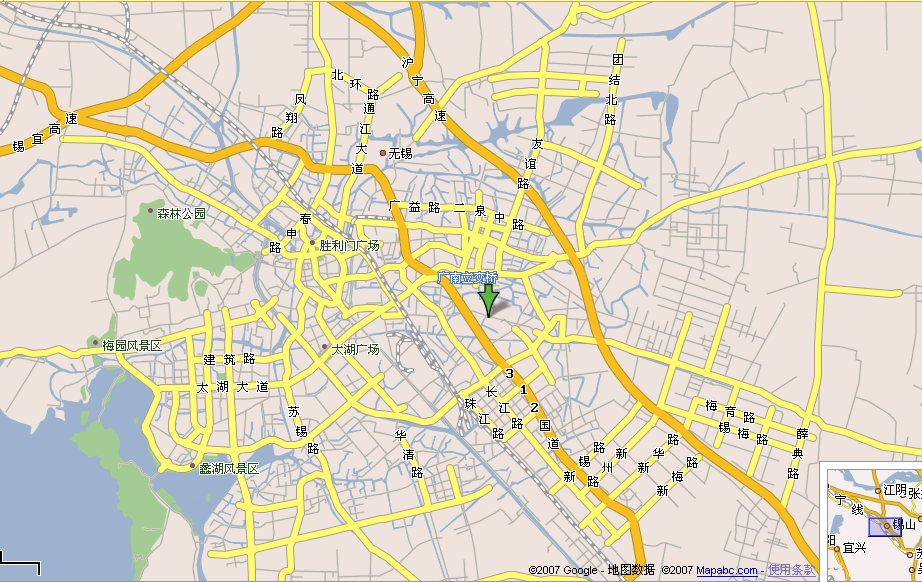 沪宁高速
团结北路
北环路
凤翔路
通江大道
锡宜高速
无锡
友谊路
广益路
二泉中路
森林公园
春申路
胜利门广场
广南立交桥
梅园风景区
太湖广场
建筑路
太湖大道
312国道
长江路
珠江路
苏锡路
华清路
梅育路
锡梅路
薛典路
新华路
新梅路
新州路
新锡路
蠡湖风景区
江阴
张
宁线
锡山
宜兴
©2007 Google - 地图数据 ©2007 Mapabc.com - 使用条款